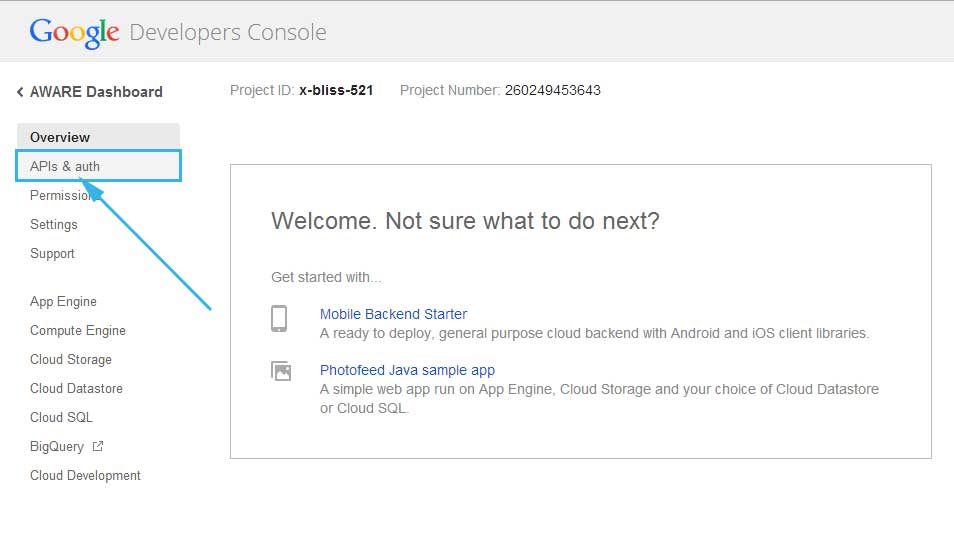 Google Developers Console
AWARE Dashboard
Project ID: x-bliss-521 Project Number: 260249453643
Overview
APIs & auth
Permissions
Settings
Support
App Engine
Compute Engine
Cloud Storage
Cloud Datastore
Cloud SQL
BigQuery
Cloud Development
Welcome. Not sure what to do next?
Get started with...
Mobile Backend Starter
A ready to deploy, general purpose cloud backend with Android and iOS client libraries.
Photofeed Java sample app
A simple web app run on App Engine, Cloud Storage and your choice of Cloud Datastore
or Cloud SQL.